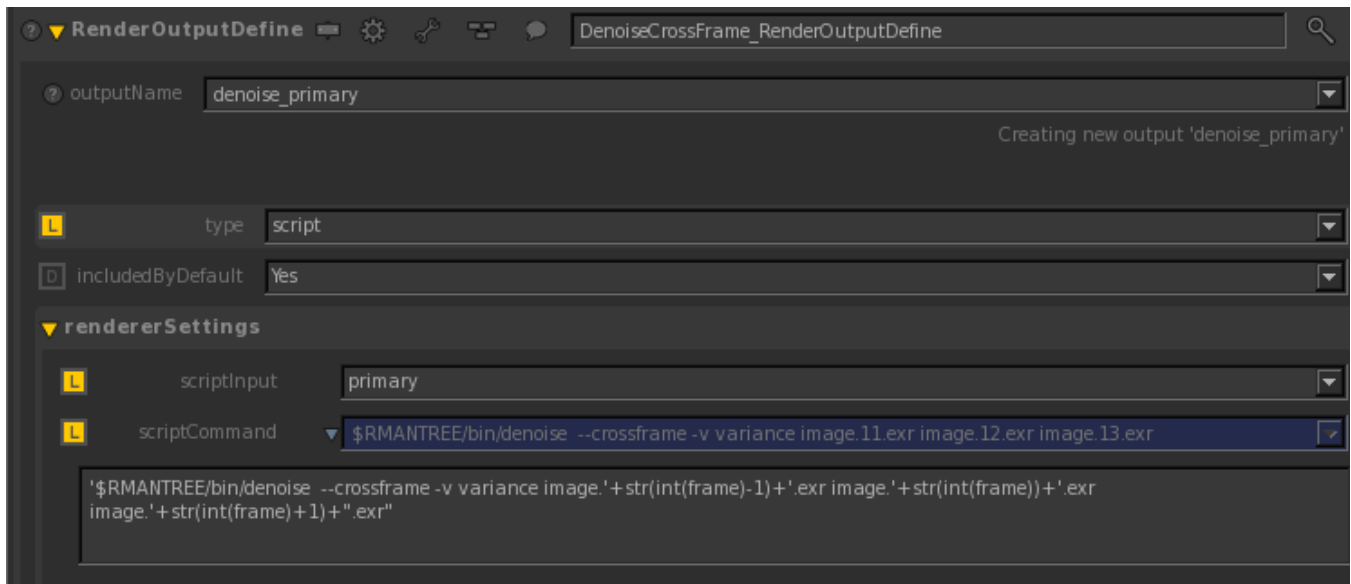 RenderOutputDefine DenoiseCrossFrame_RenderOutputDefine
outputName denoise_primary
Creating new output 'denoise_primary'
L type script
D includedByDefault Yes
rendererSettings
L scriptInput primary
L scriptCommand $RMANTREE/bin/denoise  --crossframe -v variance image.11.exr image.12.exr image.13.exr
'$RMANTREE/bin/denoise  --crossframe -v variance image.'+str(int(frame)-1)+'.exr image.'+str(int(frame))+'.exr
image.'+str(int(frame)+1)+".exr"